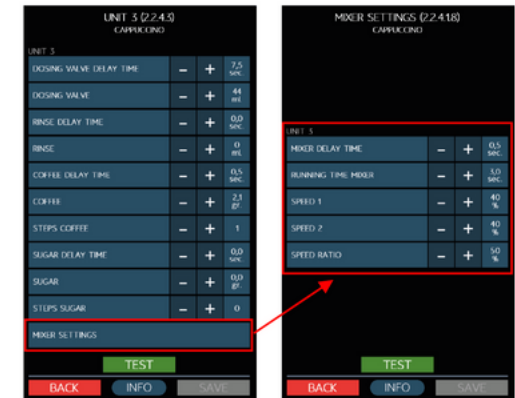 UNIT 3 (2.2.4.3)
CAPPUCCINO
UNIT 3
DOSING VALVE DELAY TIME - + 7,5 sec.
DOSING VALVE - + 44 ml
RINSE DELAY TIME - + 0,0 sec.
RINSE - + 0 ml
COFFEE DELAY TIME - + 0,5 sec.
COFFEE - + 2,1 gr.
STEPS COFFEE - + 1
SUGAR DELAY TIME - + 0,0 sec.
SUGAR - + 0,0 gr.
STEPS SUGAR - + 0
MIXER SETTINGS
TEST
BACK INFO SAVE
MIXER SETTINGS (2.2.4.1.8)
CAPPUCCINO
UNIT 3
MIXER DELAY TIME - + 0,5 sec.
RUNNING TIME MIXER - + 3,0 sec.
SPEED 1 - + 40 %
SPEED 2 - + 40 %
SPEED RATIO - + 50 %
TEST
BACK INFO SAVE